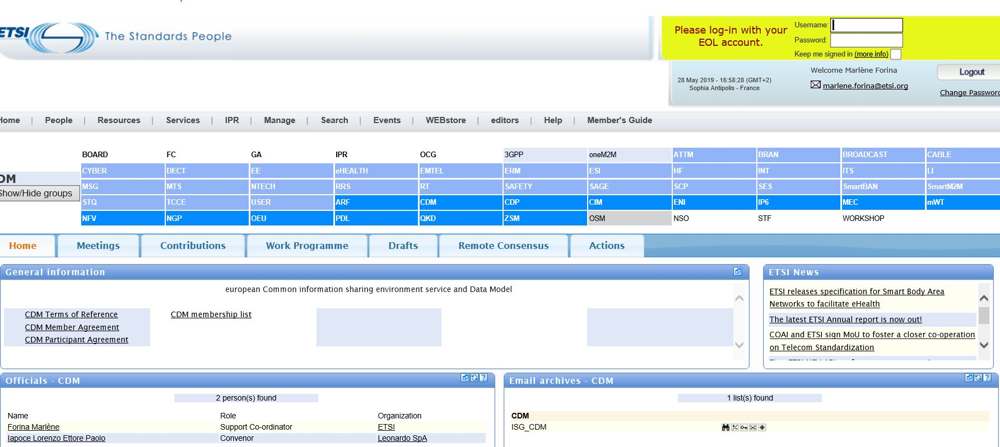 ETSI The Standards People
Please log-in with your
EOL account.
Username:
Password:
Keep me signed in (more info)
28 May 2019 - 16:58:28 (GMT+2)
Sophia Antipolis - France
Welcome Marlène Forina
marlene.forina@etsi.org
Logout
Change Password
Home | People | Resources | Services | IPR | Manage | Search | Events | WEBstore | editors | Help | Member's Guide
BOARD FC GA IPR OCG 3GPP oneM2M ATTM BRAN BROADCAST CABLE
CYBER DECT EE eHEALTH EMTEL ERM ESI HF INT ITS LI
DM
Show/Hide groups
MSG MTS NTECH RRS RT SAFETY SAGE SCP SES SmartBAN SmartM2M
STQ TCCE USER ARF CDM CDP CIM ENI IP6 MEC mWT
NFV NGP OEU PDL QKD ZSM OSM NSO STF WORKSHOP
Home Meetings Contributions Work Programme Drafts Remote Consensus Actions
General information
european Common information sharing environment service and Data Model
CDM Terms of Reference
CDM Member Agreement
CDM Participant Agreement
CDM membership list
ETSI News
ETSI releases specification for Smart Body Area
Networks to facilitate eHealth
The latest ETSI Annual report is now out!
COAI and ETSI sign MoU to foster a closer co-operation
on Telecom Standardization
Officials - CDM
2 person(s) found
Name Role Organization
Forina Marlène Support Co-ordinator ETSI
Iapoce Lorenzo Ettore Paolo Convenor Leonardo SpA
Email archives - CDM
1 list(s) found
CDM
ISG_CDM